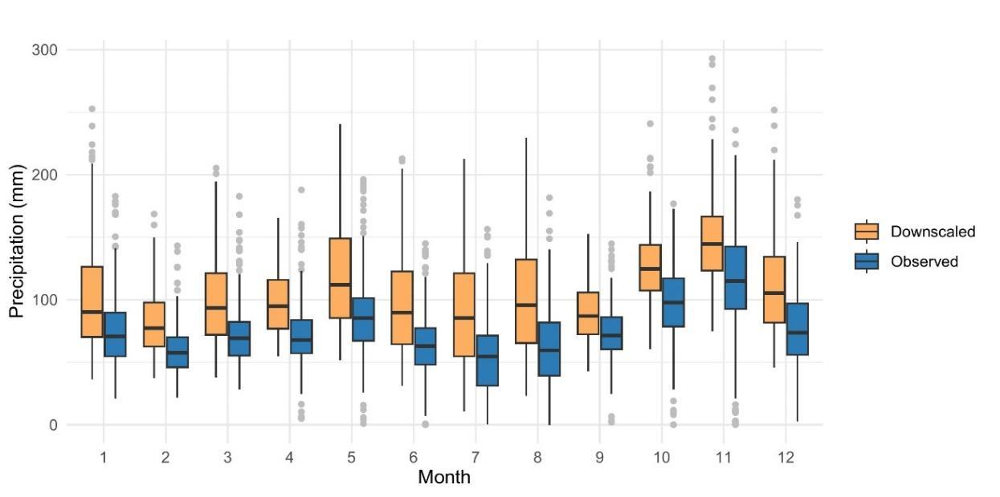 300
200
100
0
Precipitation (mm)
1 2 3 4 5 6 7 8 9 10 11 12
Month
Downscaled
Observed